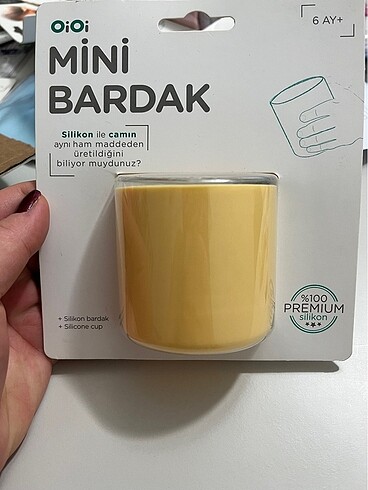 OiOi
6 AY+
MİNİ
BARDAK
Silikon ile camın
aynı ham maddeden
üretildiğini
biliyor muydunuz?
+ Silikon bardak
+ Silicone cup
%100
PREMIUM
silikon